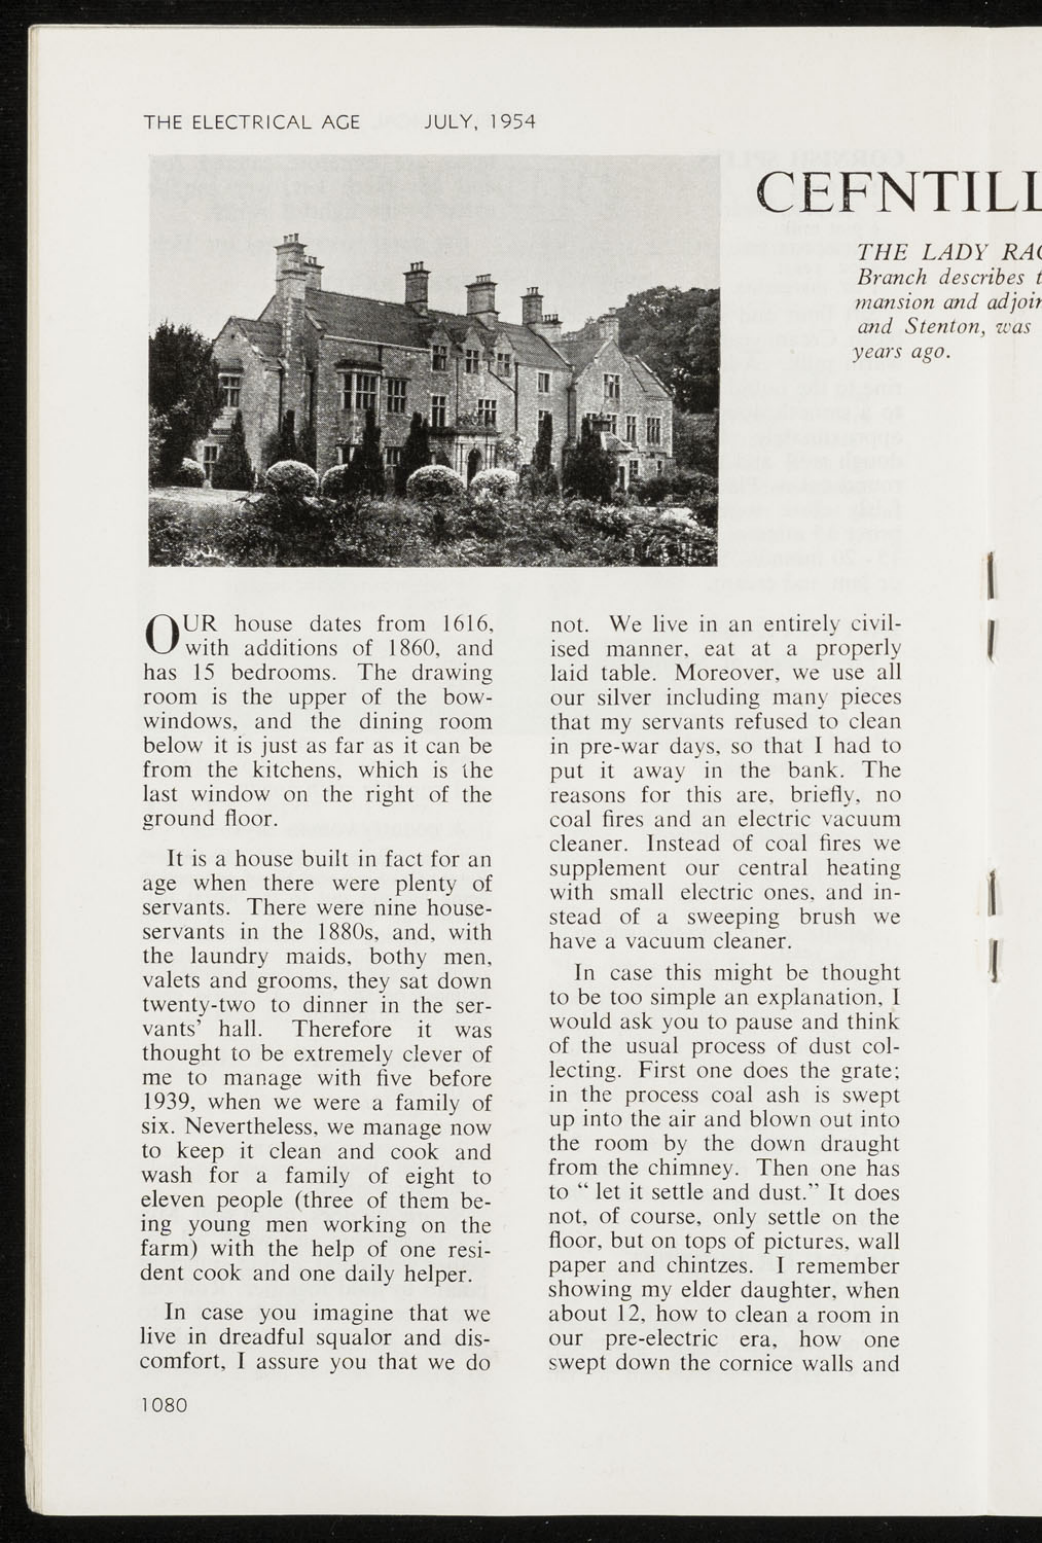 THE ELECTRICAL AGE JULY, 1954
CEFNTILL
THE LADY
Branch describes
mansion and
and Stenton, was
years ago.
OUR house dates from 1616,
with additions of 1860, and
has 15 bedrooms. The drawing
room is the upper of the bow-
windows, and the dining room
below it is just as far as it can be
from the kitchens, which is the
last window on the right of the
ground floor.
It is a house built in fact for an
age when there were plenty of
servants. There were nine house-
servants in the 1880s, and, with
the laundry maids, bothy men,
valets and grooms, they sat down
twenty-two to dinner in the ser-
vants' hall. Therefore it was
thought to be extremely clever of
me to manage with five before
1939, when we were a family of
six. Nevertheless, we manage now
to keep it clean and cook and
wash for a family of eight to
eleven people (three of them be-
ing young men working on the
farm) with the help of one resi-
dent cook and one daily helper.
In case you imagine that we
live in dreadful squalor and dis-
comfort, I assure you that we do
not. We live in an entirely civil-
ised manner, eat at a properly
laid table. Moreover, we use all
our silver including many pieces
that my servants refused to clean
in pre-war days, so that I had to
put it away in the bank. The
reasons for this are, briefly, no
coal fires and an electric vacuum
cleaner. Instead of coal fires we
supplement our central heating
with small electric ones, and in-
stead of a sweeping brush we
have a vacuum cleaner.
In case this might be thought
to be too simple an explanation, I
would ask you to pause and think
of the usual process of dust col-
lecting. First one does the grate;
in the process coal ash is swept
up into the air and blown out into
the room by the down draught
from the chimney. Then one has
to " let it settle and dust." It does
not, of course, only settle on the
floor, but on tops of pictures, wall
paper and chintzes. I remember
showing my elder daughter, when
about 12, how to clean a room in
our pre-electric era, how one
swept down the cornice walls and
1080